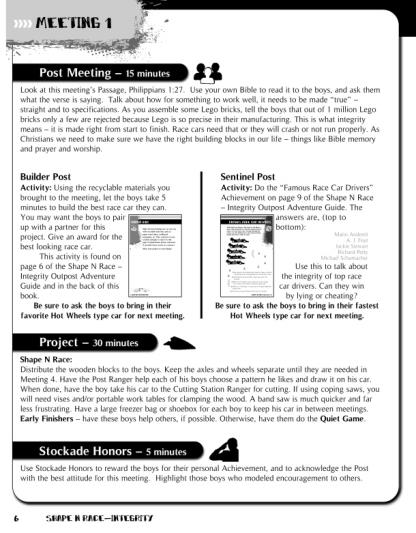 »»» MEETING 1
Post Meeting – 15 minutes
Look at this meeting's Passage, Philippians 1:27. Use your own Bible to read it to the boys, and ask them
what the verse is saying. Talk about how for something to work well, it needs to be made "true" –
straight and to specifications. As you assemble some Lego bricks, tell the boys that out of 1 million Lego
bricks only a few are rejected because Lego is so precise in their manufacturing. This is what integrity
means – it is made right from start to finish. Race cars need that or they will crash or not run properly. As
Christians we need to make sure we have the right building blocks in our life – things like Bible memory
and prayer and worship.
Builder Post
Activity: Using the recyclable materials you
brought to the meeting, let the boys take 5
minutes to build the best race car they can.
You may want the boys to pair
up with a partner for this
project. Give an award for the
best looking race car.
This activity is found on
page 6 of the Shape N Race –
Integrity Outpost Adventure
Guide and in the back of this
book.
Be sure to ask the boys to bring in their
favorite Hot Wheels type car for next meeting.
Sentinel Post
Activity: Do the "Famous Race Car Drivers"
Achievement on page 9 of the Shape N Race
– Integrity Outpost Adventure Guide. The
answers are, (top to
bottom):
Mario Andretti
A. J. Foyt
Jackie Stewart
Richard Petty
Michael Schumacher
Use this to talk about
the integrity of top race
car drivers. Can they win
by lying or cheating?
Be sure to ask the boys to bring in their fastest
Hot Wheels type car for next meeting.
Project – 30 minutes
Shape N Race:
Distribute the wooden blocks to the boys. Keep the axles and wheels separate until they are needed in
Meeting 4. Have the Post Ranger help each of his boys choose a pattern he likes and draw it on his car.
When done, have the boy take his car to the Cutting Station Ranger for cutting. If using coping saws, you
will need vises and/or portable work tables for clamping the wood. A band saw is much quicker and far
less frustrating. Have a large freezer bag or shoebox for each boy to keep his car in between meetings.
Early Finishers – have these boys help others, if possible. Otherwise, have them do the Quiet Game.
Stockade Honors – 5 minutes
Use Stockade Honors to reward the boys for their personal Achievement, and to acknowledge the Post
with the best attitude for this meeting. Highlight those boys who modeled encouragement to others.
6 SHAPE N RACE—INTEGRITY